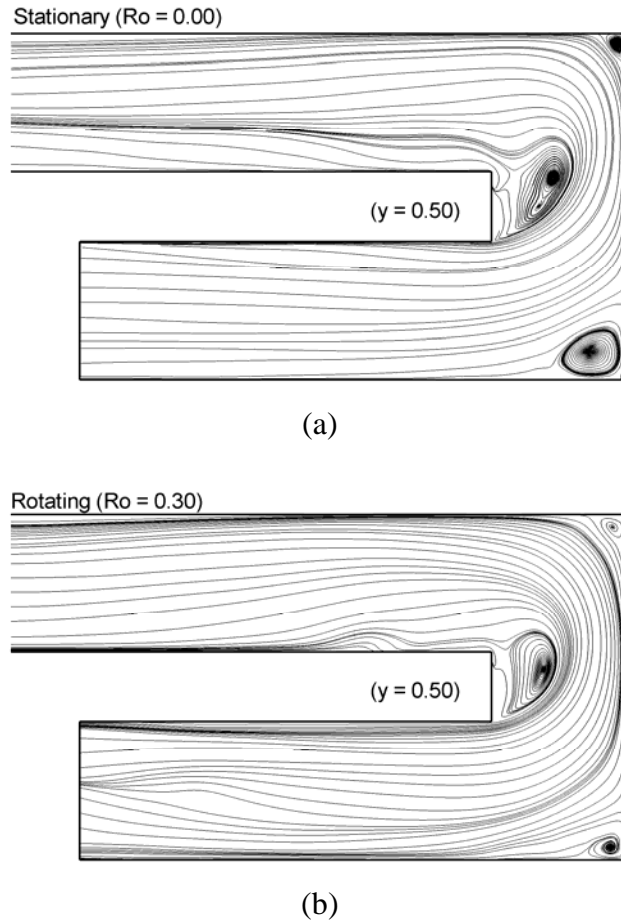 Stationary (Ro = 0.00)
(y = 0.50)
(a)
Rotating (Ro = 0.30)
(y = 0.50)
(b)